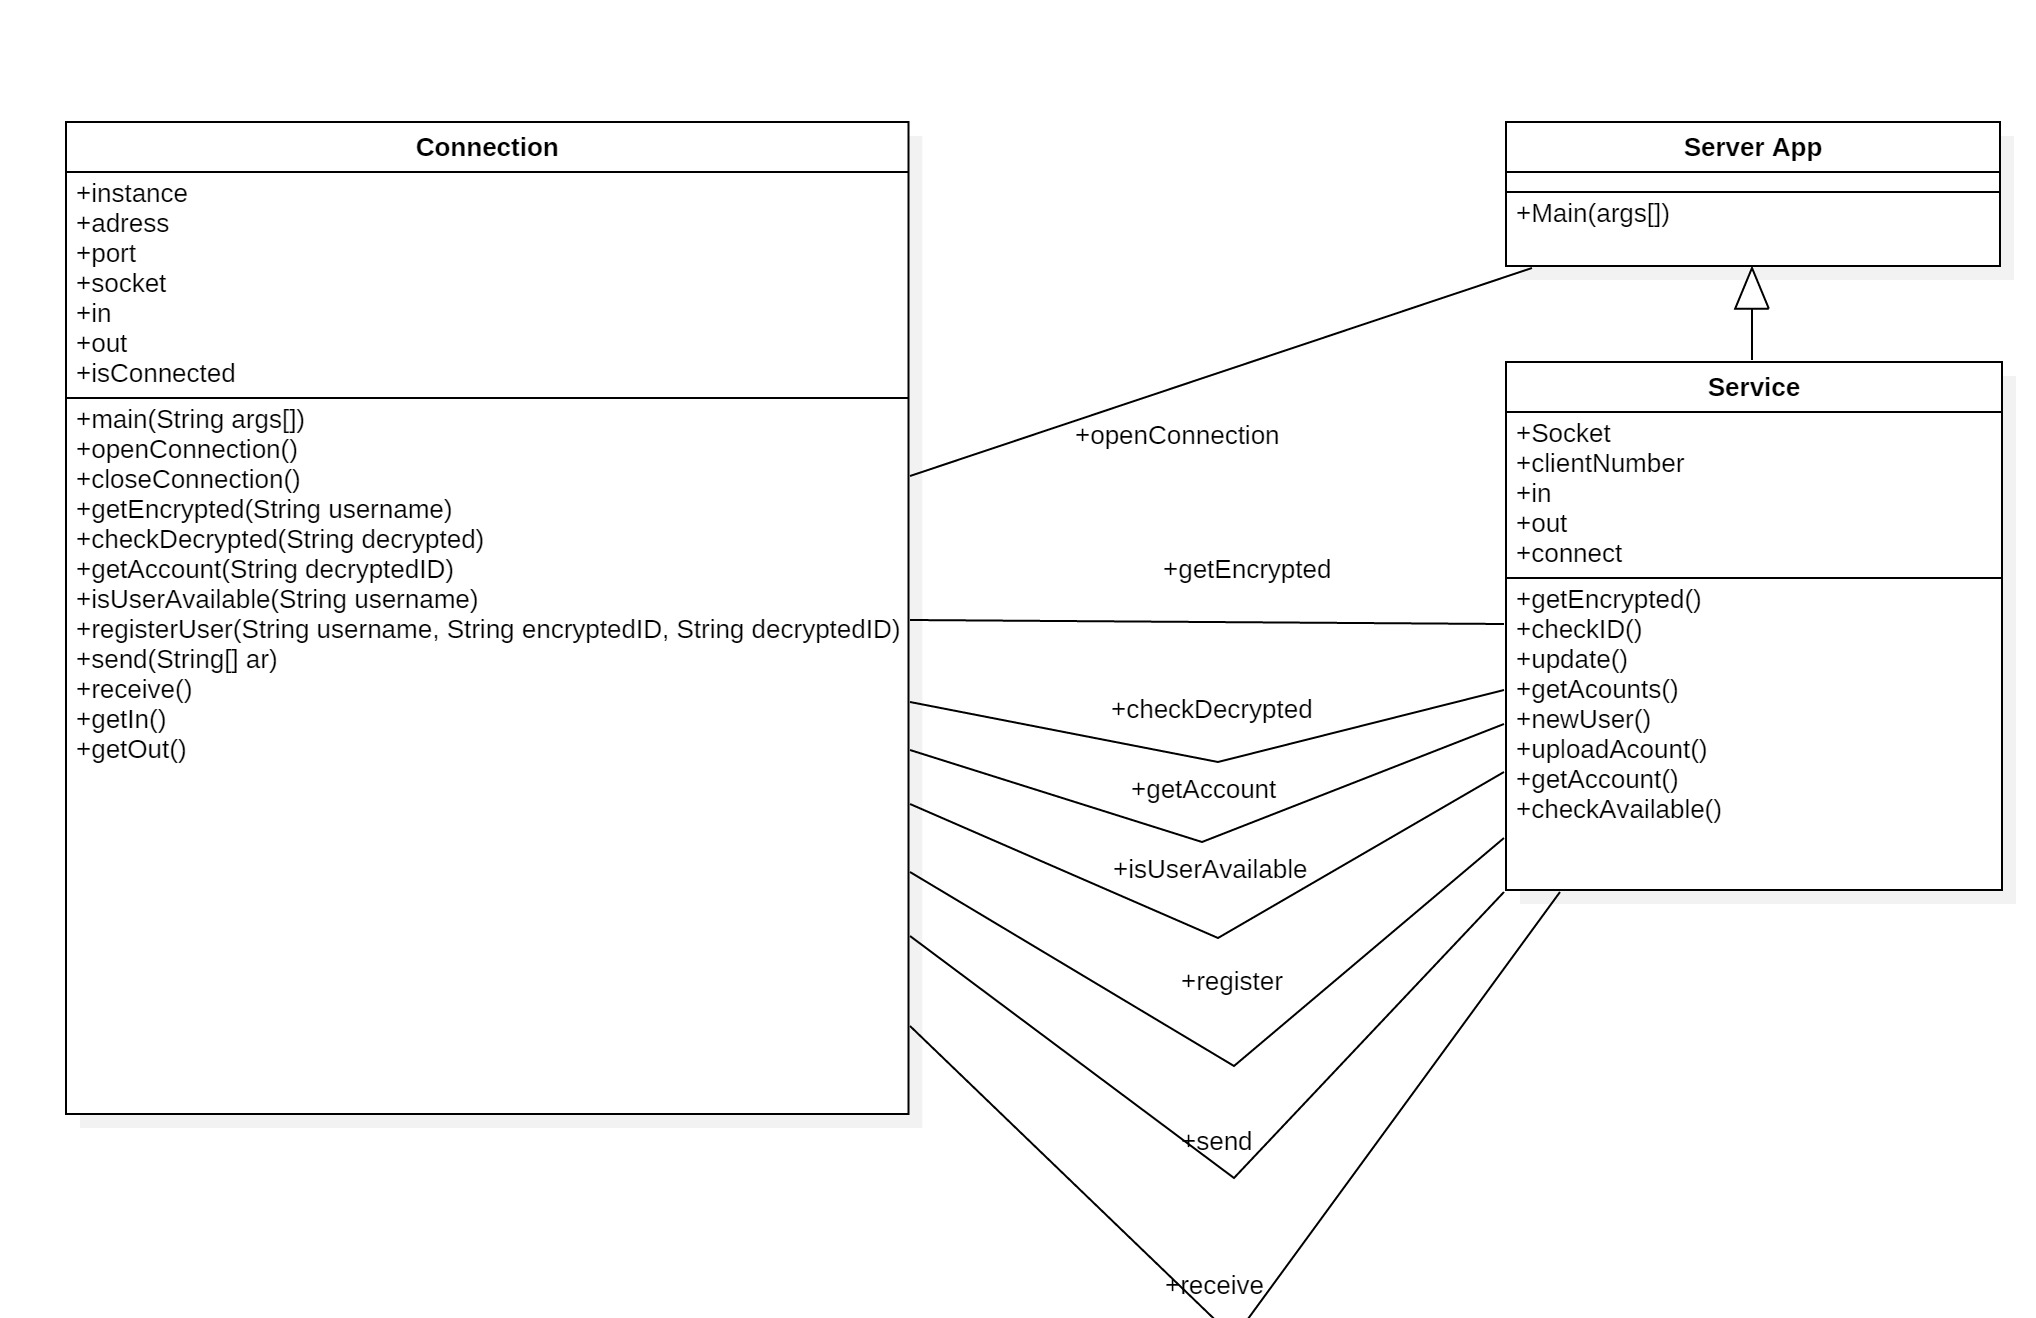 Connection
+instance
+adress
+port
+socket
+in
+out
+isConnected
+main(String args[])
+openConnection()
+closeConnection()
+getEncrypted(String username)
+checkDecrypted(String decrypted)
+getAccount(String decryptedID)
+isUserAvailable(String username)
+registerUser(String username, String encryptedID, String decryptedID)
+send(String[] ar)
+receive()
+getIn()
+getOut()
+openConnection
+getEncrypted
+checkDecrypted
+getAccount
+isUserAvailable
+register
+send
+receive
Server App
+Main(args[])
Service
+Socket
+clientNumber
+in
+out
+connect
+getEncrypted()
+checkID()
+update()
+getAcounts()
+newUser()
+uploadAcount()
+getAccount()
+checkAvailable()